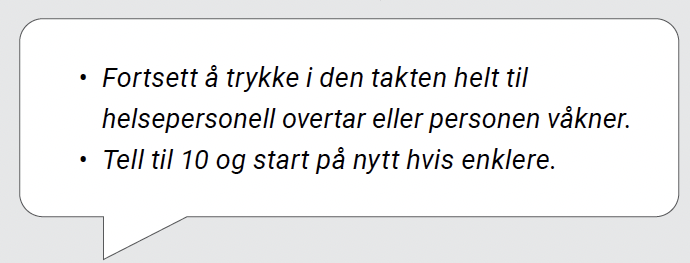 • Fortsett å trykke i den takten helt til
helsepersonell overtar eller personen våkner.
• Tell til 10 og start på nytt hvis enklere.